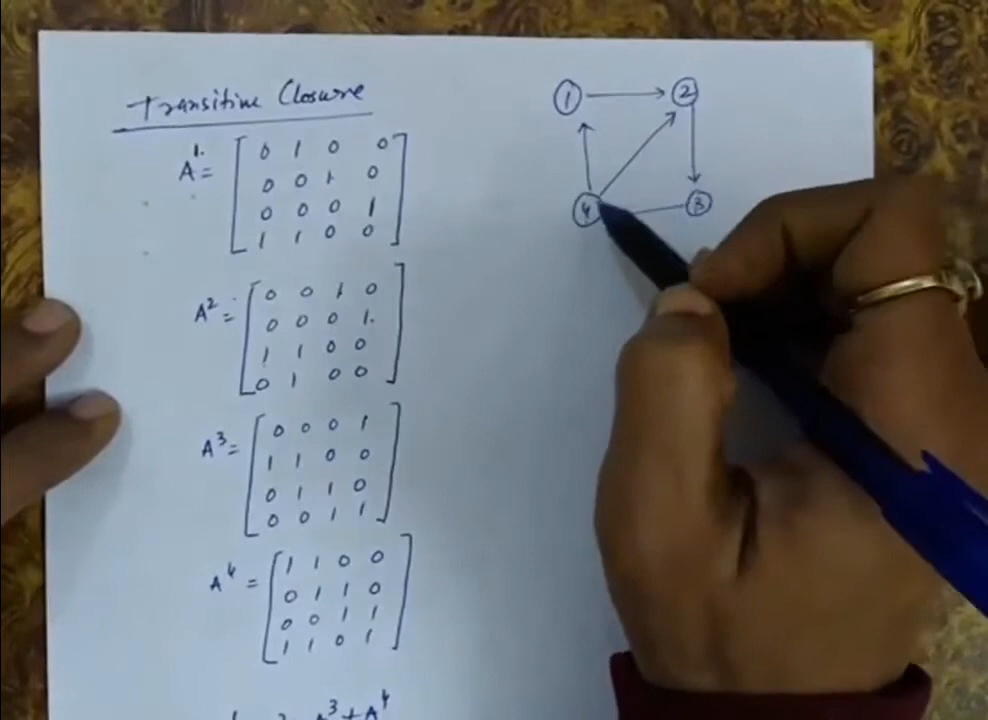 Transitive Closure
A¹· =
0 1 0 0
0 0 1 0
0 0 0 1
1 1 0 0
A² =
0 0 1 0
0 0 0 1.
1 1 0 0
0 1 0 0
A³ =
0 0 0 1
1 1 0 0
0 1 1 0
0 0 1 1
A⁴ =
1 1 0 0
0 1 1 0
0 0 1 1
1 1 0 1
A³ + A⁴
1 2
4 3